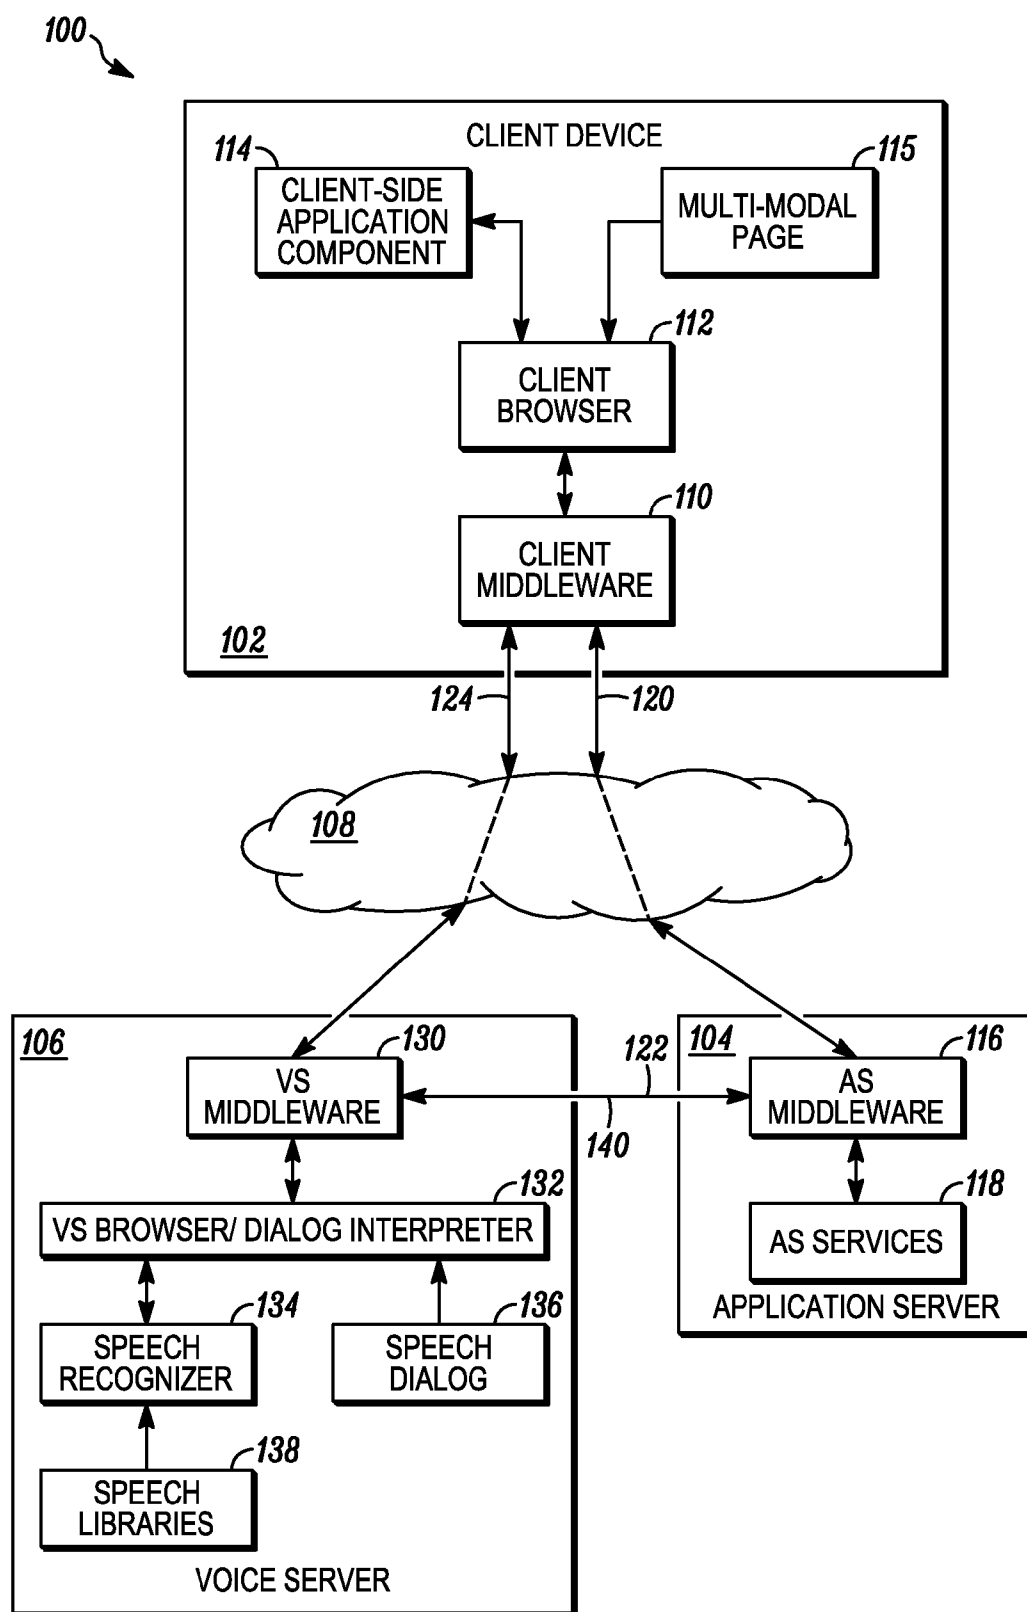 100
CLIENT DEVICE
114
115
CLIENT-SIDE
APPLICATION
COMPONENT
MULTI-MODAL
PAGE
112
CLIENT
BROWSER
110
CLIENT
MIDDLEWARE
102
124
120
108
106
130
VS
MIDDLEWARE
122
140
104
116
AS
MIDDLEWARE
132
VS BROWSER/ DIALOG INTERPRETER
118
AS SERVICES
APPLICATION SERVER
134
SPEECH
RECOGNIZER
136
SPEECH
DIALOG
138
SPEECH
LIBRARIES
VOICE SERVER